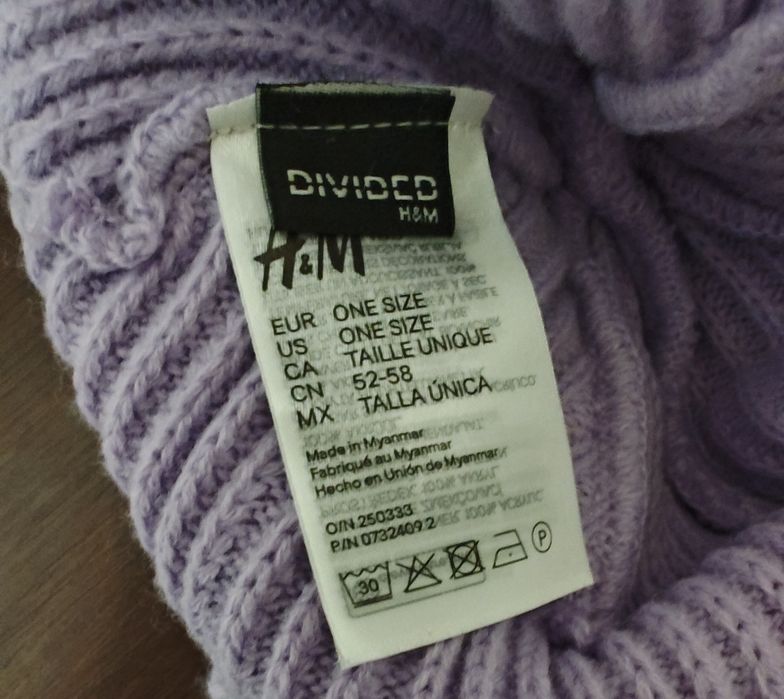 DIVIDED
H&M
H&M
EUR ONE SIZE
US ONE SIZE
CA TAILLE UNIQUE
CN 52-58
MX TALLA ÚNICA
Made in Myanmar
Fabriqué au Myanmar
Hecho en Unión de Myanmar
O/N 250333
P/N 0732409 2
30
P